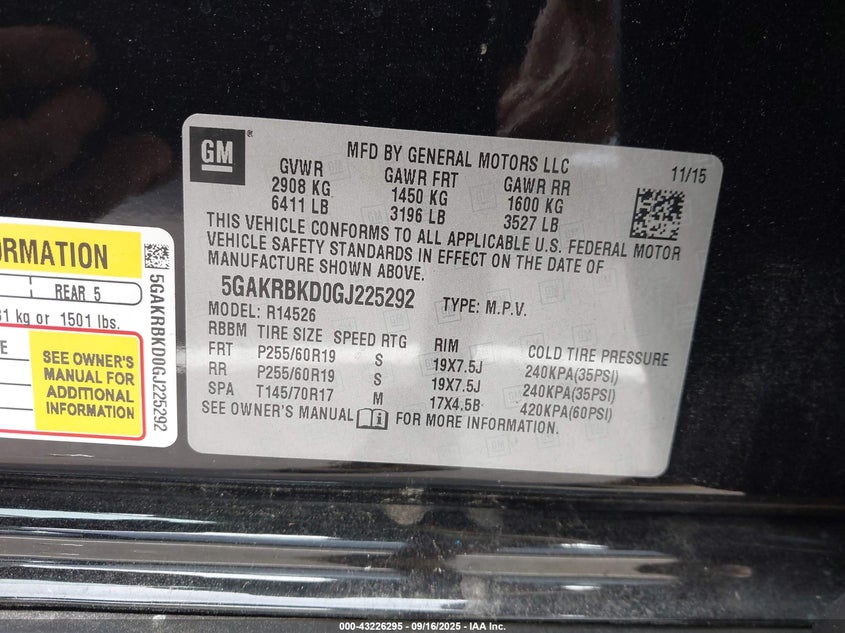 GM
®
MFD BY GENERAL MOTORS LLC
11/15
GVWR GAWR FRT GAWR RR
2908 KG 1450 KG 1600 KG
6411 LB 3196 LB 3527 LB
THIS VEHICLE CONFORMS TO ALL APPLICABLE U.S. FEDERAL MOTOR
VEHICLE SAFETY STANDARDS IN EFFECT ON THE DATE OF
MANUFACTURE SHOWN ABOVE.
5GAKRBKD0GJ225292 TYPE: M.P.V.
MODEL: R14526
RBBM TIRE SIZE SPEED RTG RIM COLD TIRE PRESSURE
FRT P255/60R19 S 19X7.5J 240KPA(35PSI)
RR P255/60R19 S 19X7.5J 240KPA(35PSI)
SPA T145/70R17 M 17X4.5B 420KPA(60PSI)
SEE OWNER'S MANUAL FOR MORE INFORMATION.
ORMATION
REAR 5
1 kg or 1501 lbs.
SEE OWNER'S
MANUAL FOR
ADDITIONAL
INFORMATION
5GAKRBKD0GJ225292
000-43226295 - 09/16/2025 - IAA Inc.